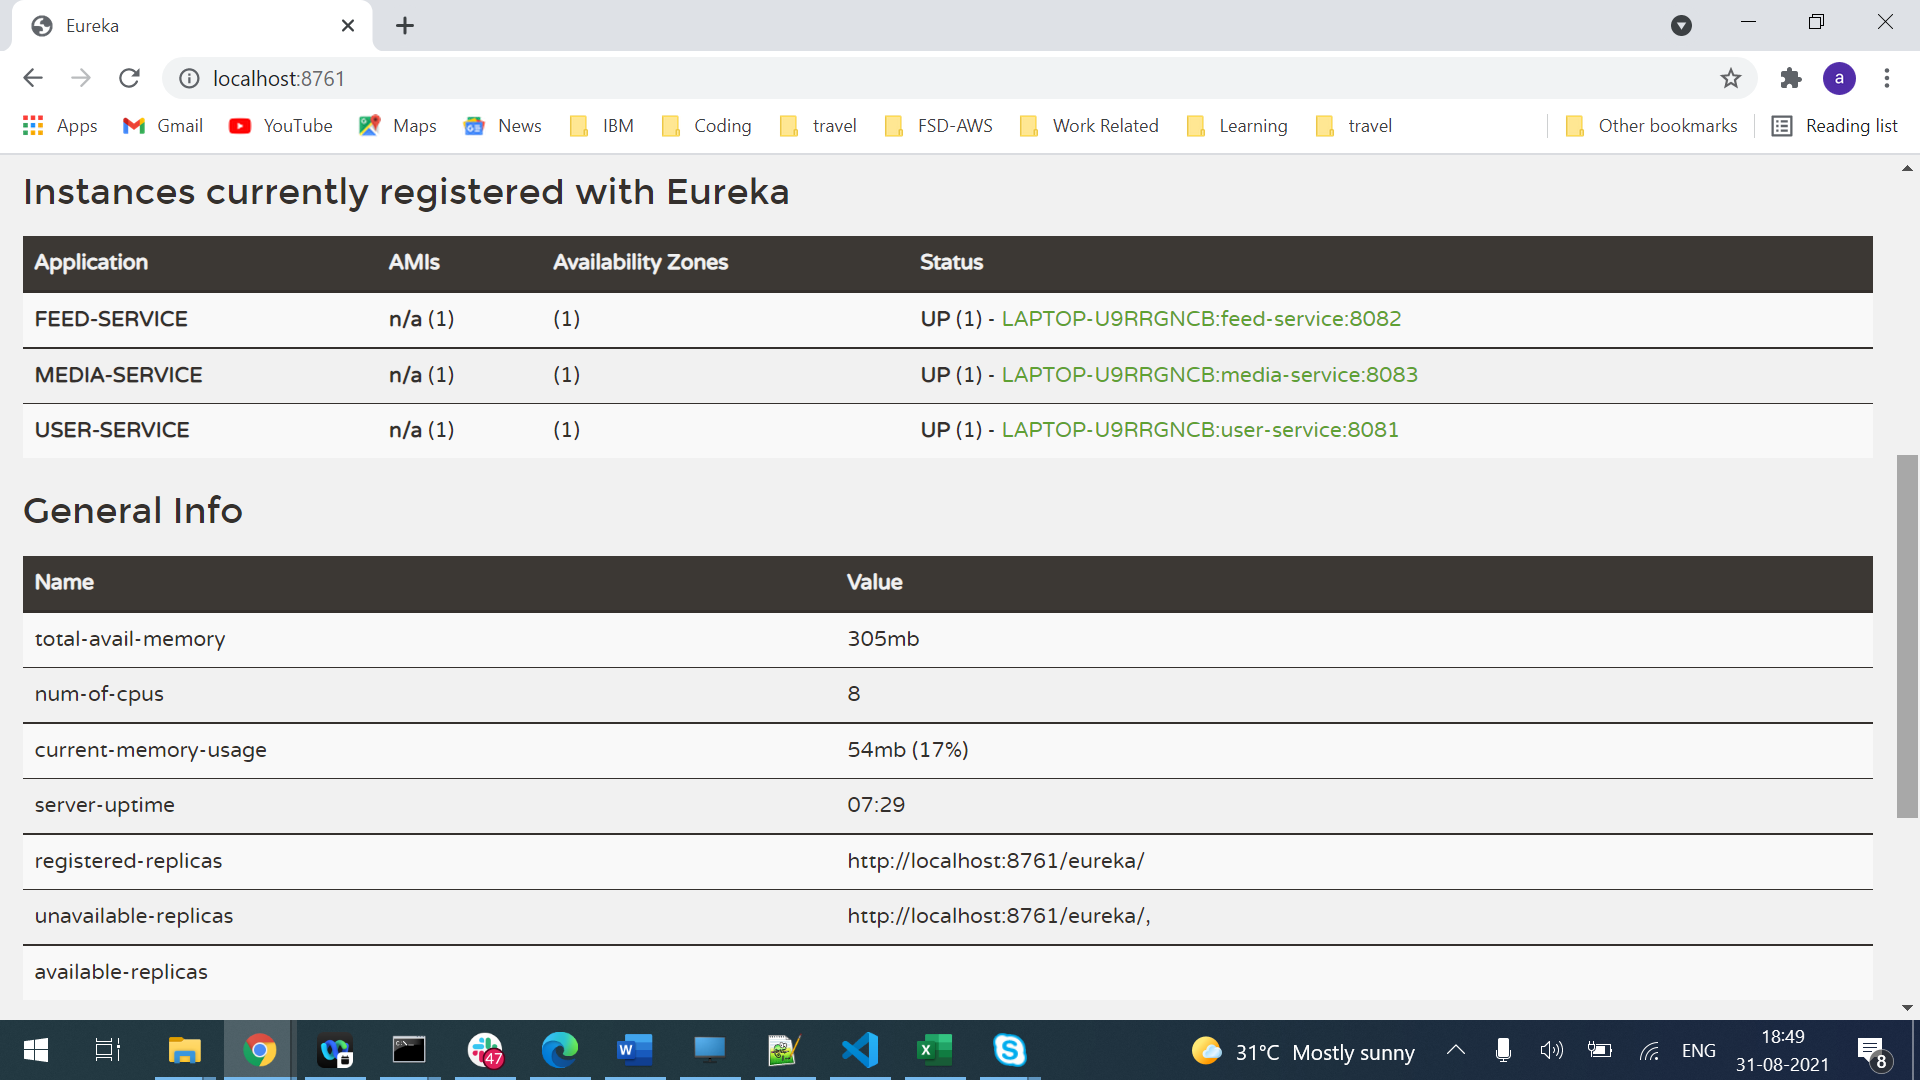 Eureka
localhost:8761
Apps Gmail YouTube Maps News IBM Coding travel FSD-AWS Work Related Learning travel Other bookmarks Reading list
a
Instances currently registered with Eureka
Application AMIs Availability Zones Status
FEED-SERVICE n/a (1) (1) UP (1) - LAPTOP-U9RRGNCB:feed-service:8082
MEDIA-SERVICE n/a (1) (1) UP (1) - LAPTOP-U9RRGNCB:media-service:8083
USER-SERVICE n/a (1) (1) UP (1) - LAPTOP-U9RRGNCB:user-service:8081
General Info
Name Value
total-avail-memory 305mb
num-of-cpus 8
current-memory-usage 54mb (17%)
server-uptime 07:29
registered-replicas http://localhost:8761/eureka/
unavailable-replicas http://localhost:8761/eureka/,
available-replicas
47
31°C Mostly sunny
ENG
18:49
31-08-2021
8